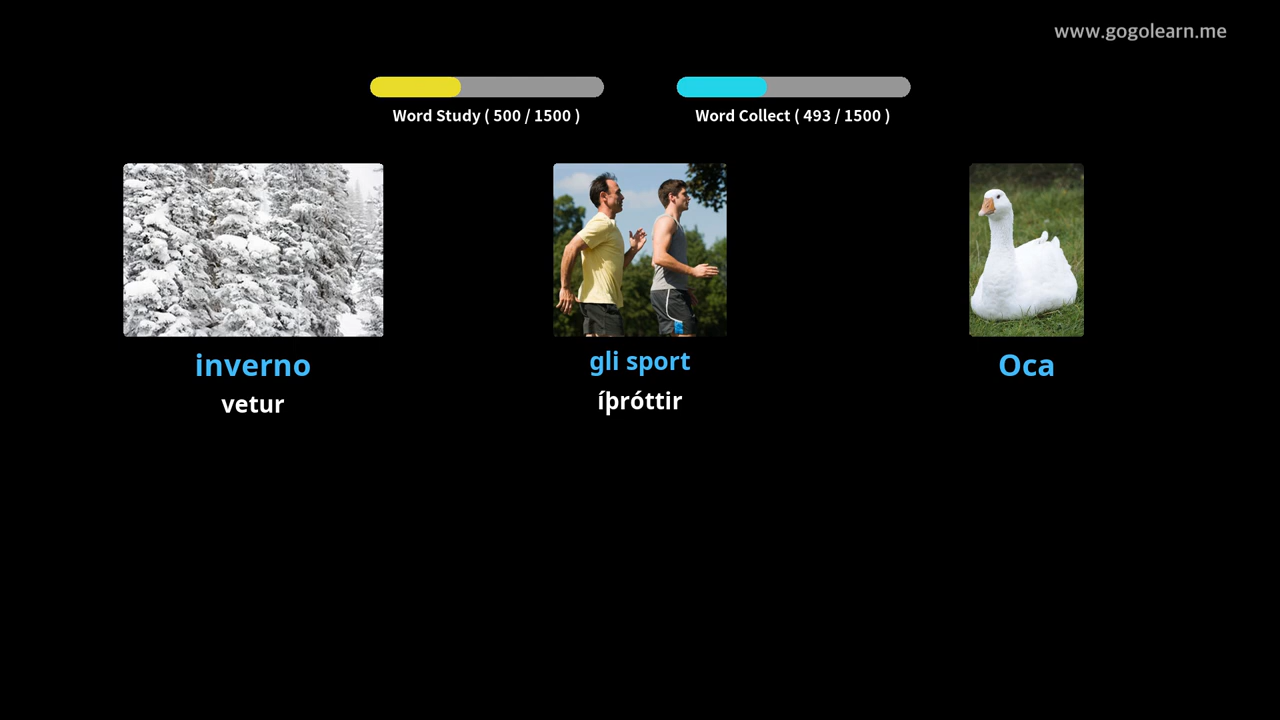 www.gogolearn.me
Word Study ( 500 / 1500 )
Word Collect ( 493 / 1500 )
inverno
vetur
gli sport
íþróttir
Oca